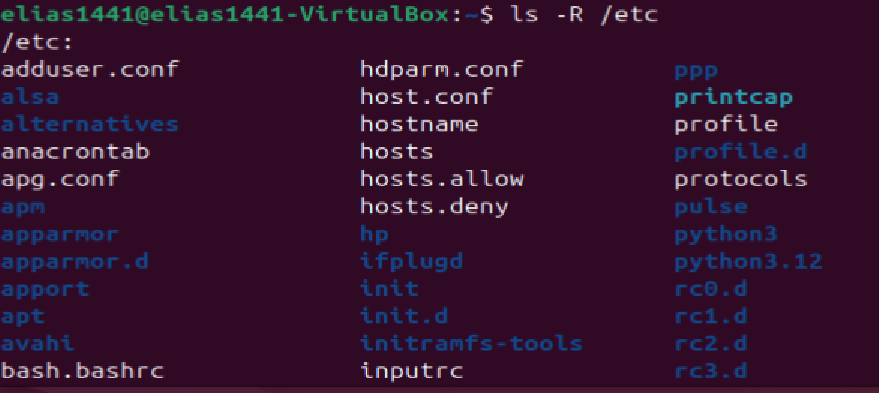 elias1441@elias1441-VirtualBox:~$ ls -R /etc
/etc:
adduser.conf hdparm.conf ppp
alsa host.conf printcap
alternatives hostname profile
anacrontab hosts profile.d
apg.conf hosts.allow protocols
apm hosts.deny pulse
apparmor hp python3
apparmor.d ifplugd python3.12
apport init rc0.d
apt init.d rc1.d
avahi initramfs-tools rc2.d
bash.bashrc inputrc rc3.d